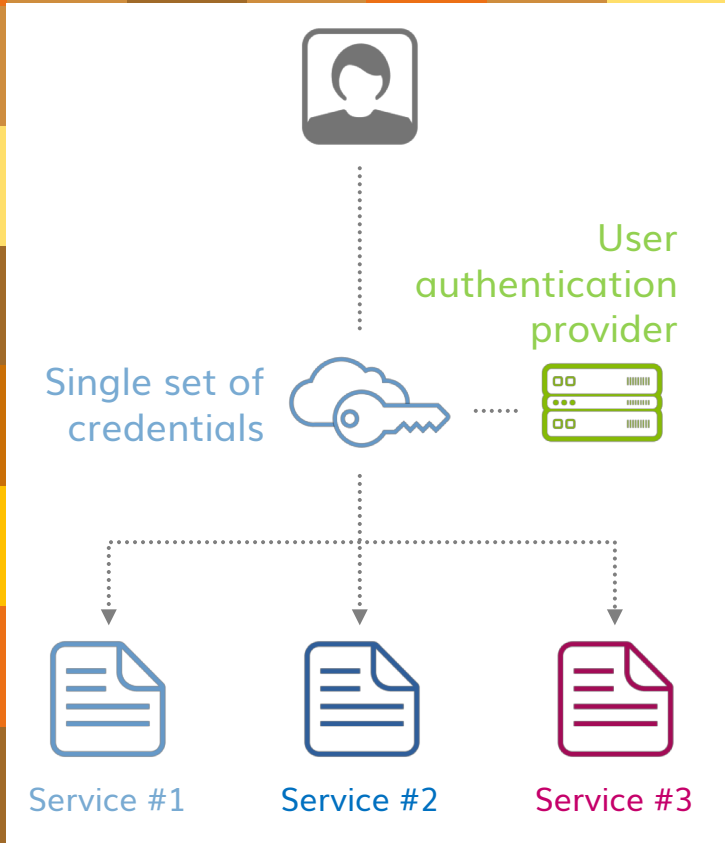 User
authentication
provider
Single set of
credentials
Service #1
Service #2
Service #3